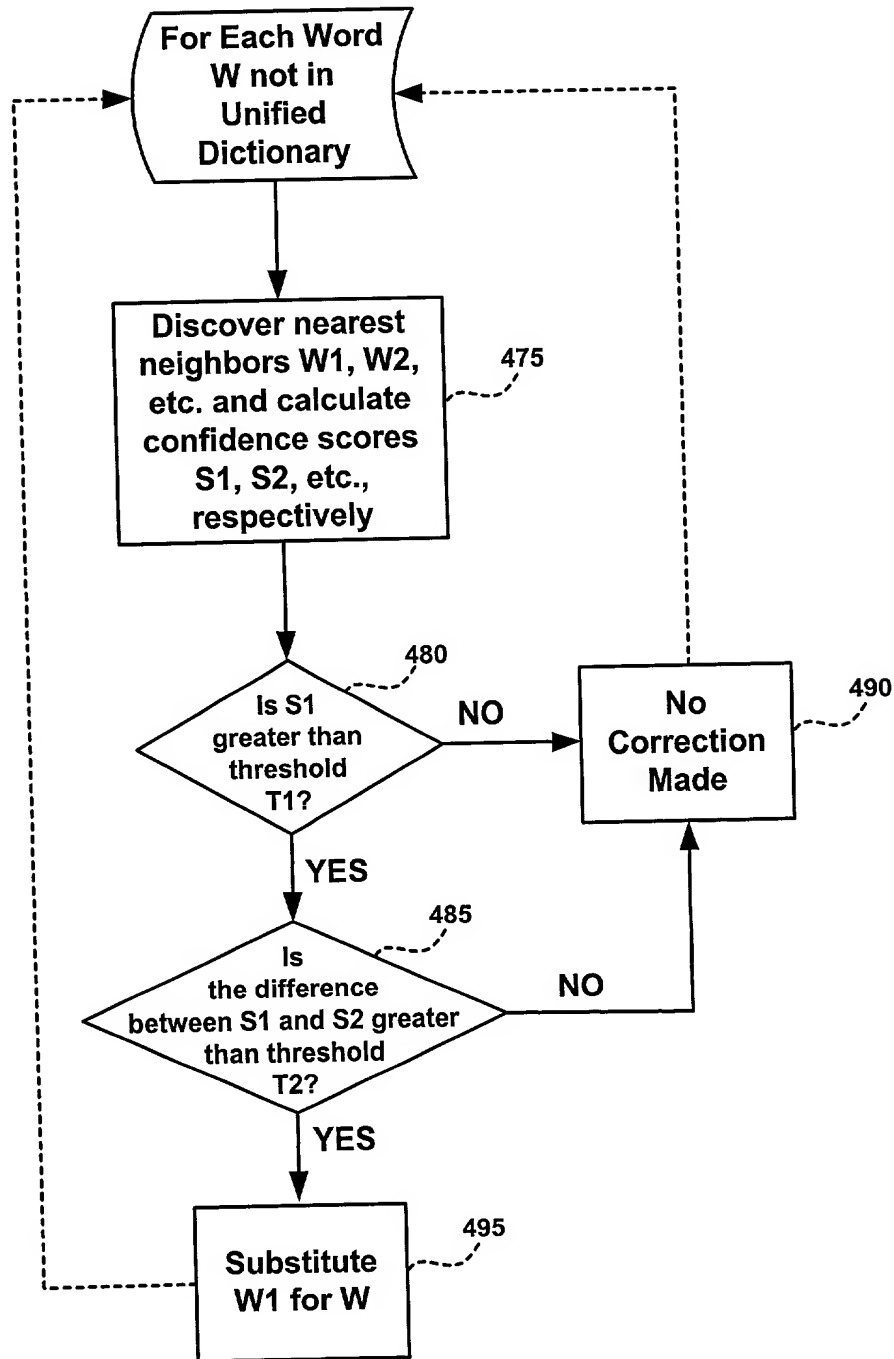 For Each Word
W not in
Unified
Dictionary
Discover nearest
neighbors W1, W2,
etc. and calculate
confidence scores
S1, S2, etc.,
respectively
475
480
Is S1
greater than
threshold
T1?
NO
No
Correction
Made
490
YES
485
Is
the difference
between S1 and S2 greater
than threshold
T2?
NO
YES
Substitute
W1 for W
495